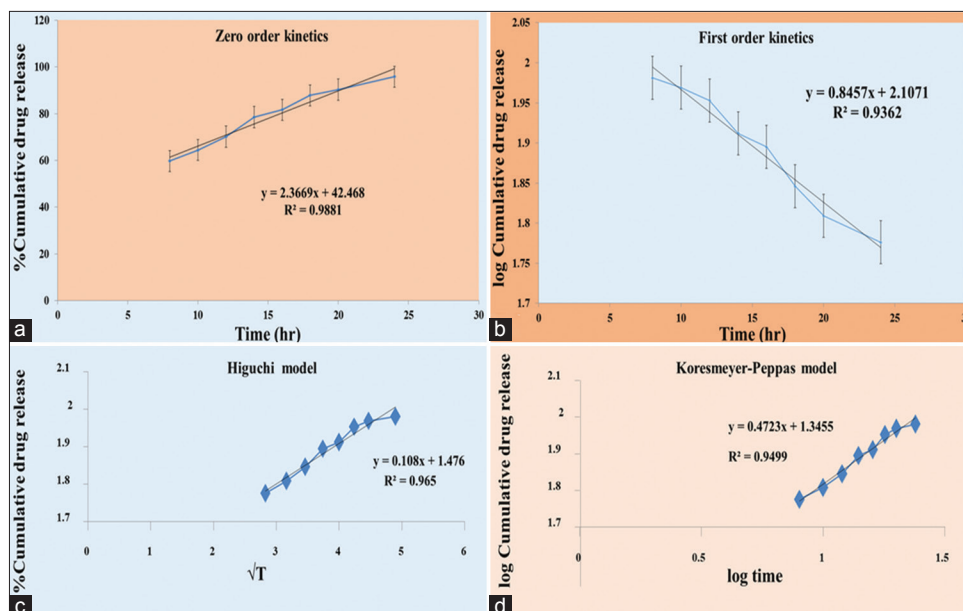 Zero order kinetics
%Cumulative drug release
120
100
80
60
40
20
0
y = 2.3669x + 42.468
R² = 0.9881
0 5 10 15 20 25 30
Time (hr)
a
First order kinetics
log Cumulative drug release
2.05
2
1.95
1.9
1.85
1.8
1.75
1.7
y = 0.8457x + 2.1071
R² = 0.9362
0 5 10 15 20 25 30
Time (hr)
b
Higuchi model
%Cumulative drug release
2.1
2
1.9
1.8
1.7
y = 0.108x + 1.476
R² = 0.965
0 1 2 3 4 5 6
√T
c
Koresmeyer-Peppas model
log Cumulative drug release
2.1
2
1.9
1.8
1.7
y = 0.4723x + 1.3455
R² = 0.9499
0 0.5 1 1.5
log time
d